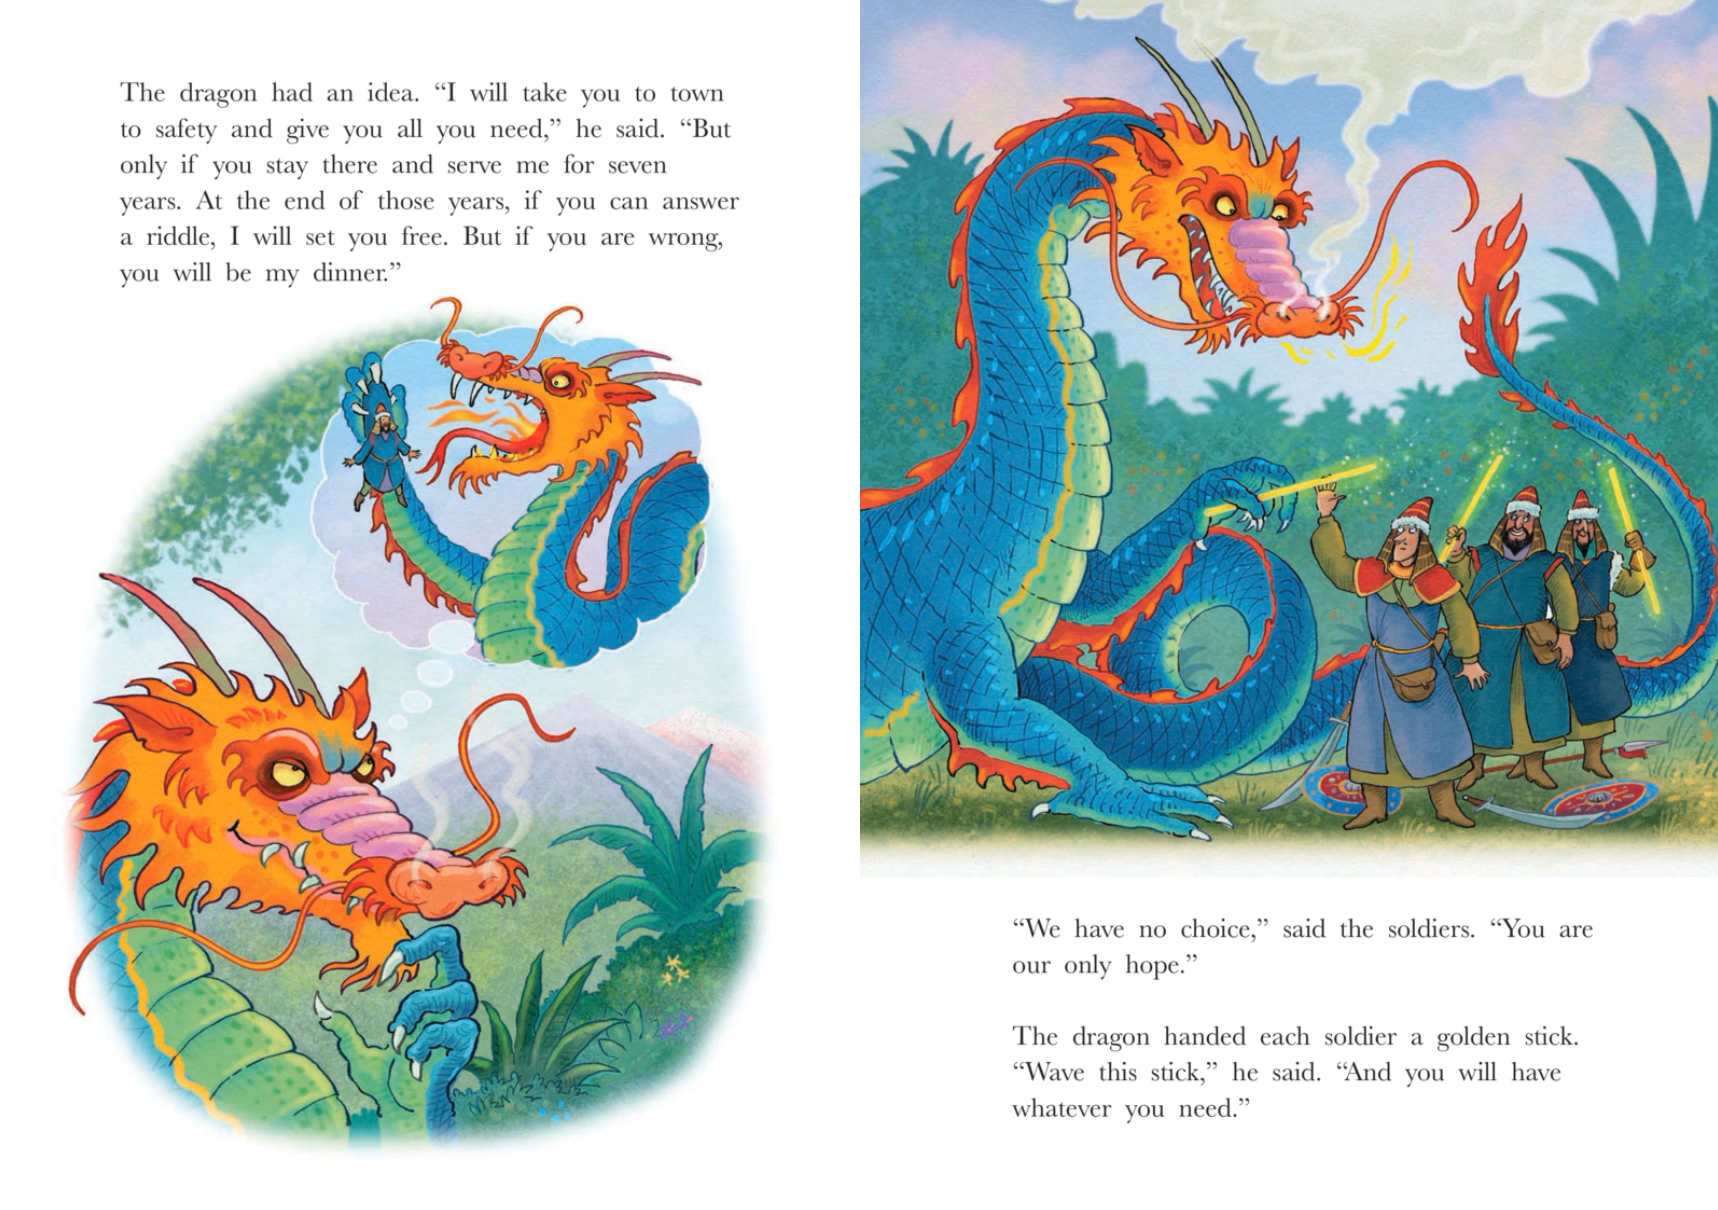 The dragon had an idea. “I will take you to town
to safety and give you all you need,” he said. “But
only if you stay there and serve me for seven
years. At the end of those years, if you can answer
a riddle, I will set you free. But if you are wrong,
you will be my dinner.”
“We have no choice,” said the soldiers. “You are
our only hope.”
The dragon handed each soldier a golden stick.
“Wave this stick,” he said. “And you will have
whatever you need.”